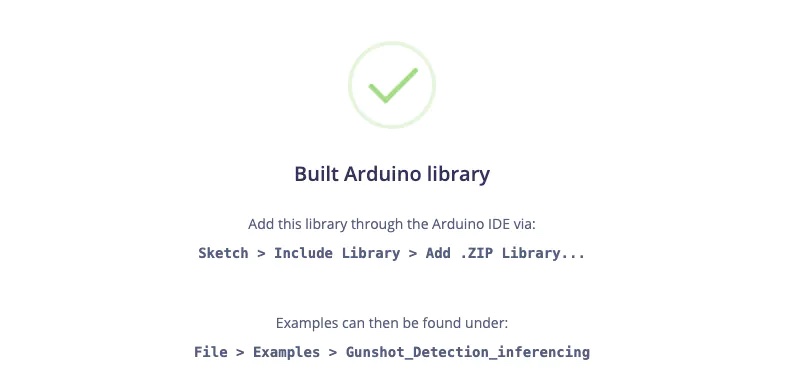 Built Arduino library
Add this library through the Arduino IDE via:
Sketch > Include Library > Add .ZIP Library...
Examples can then be found under:
File > Examples > Gunshot_Detection_inferencing